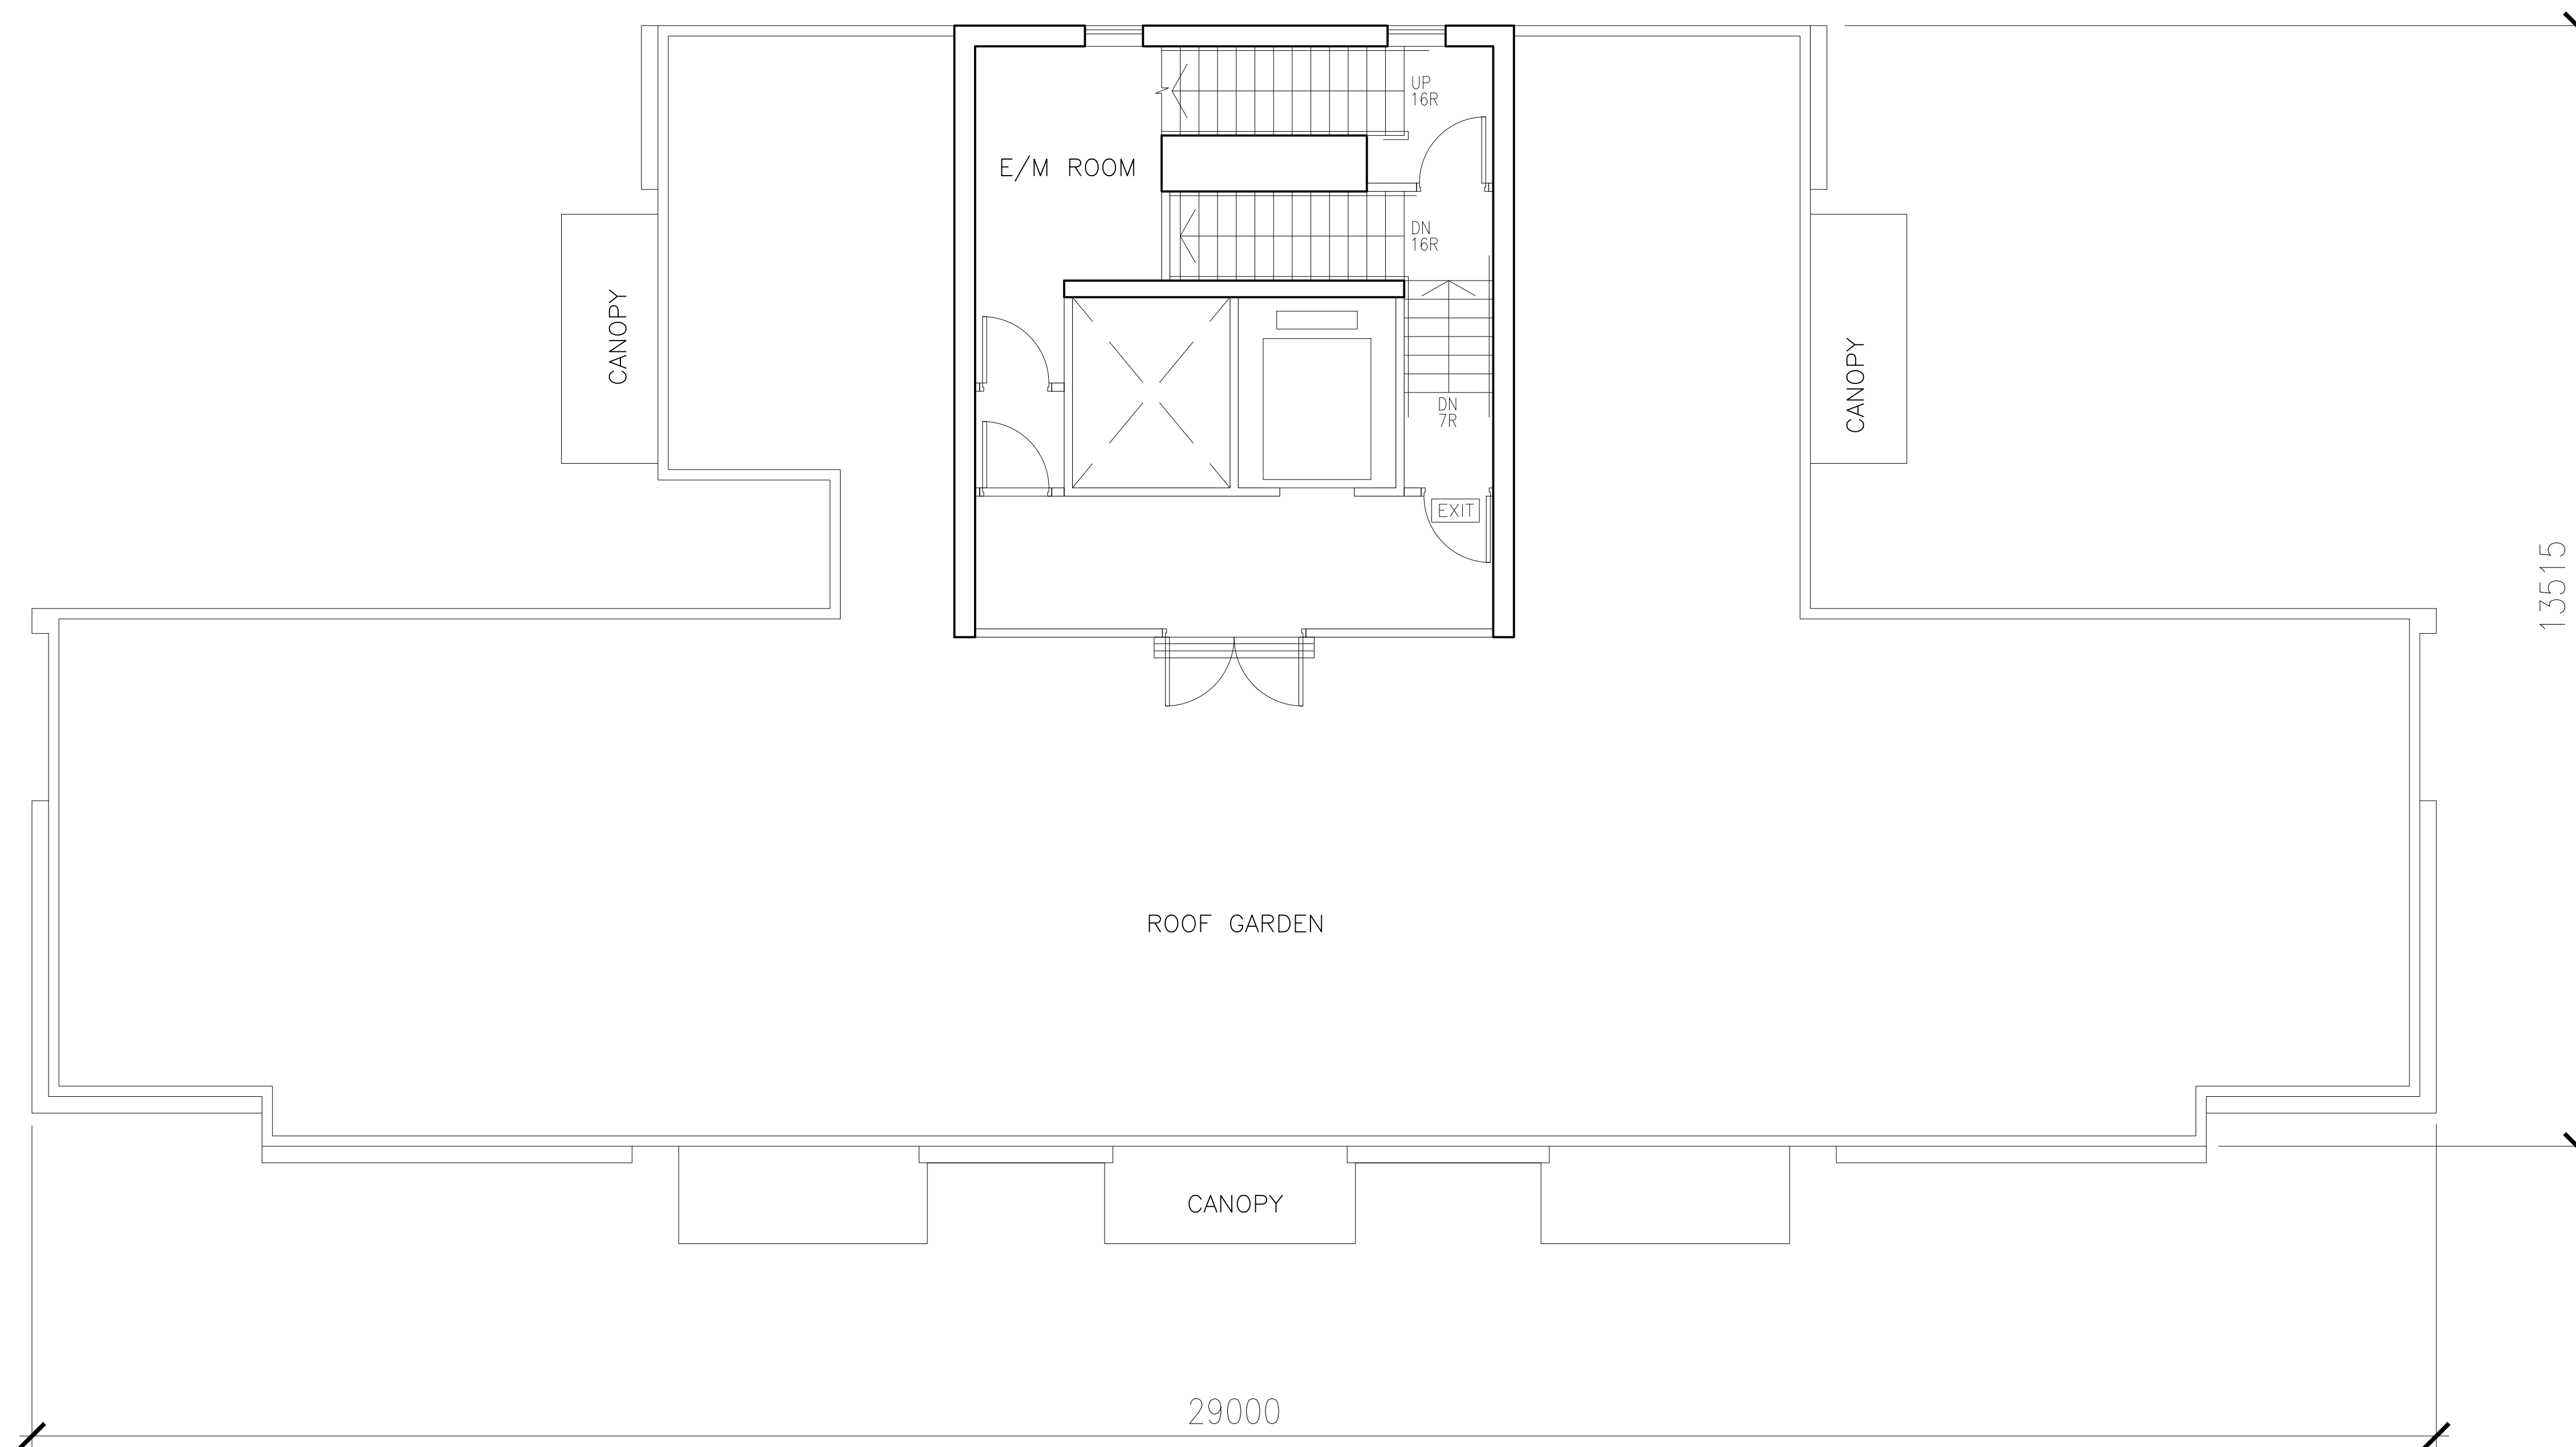 UP
16R
E/M ROOM
DN
16R
CANOPY
CANOPY
DN
7R
EXIT
13515
ROOF GARDEN
CANOPY
29000